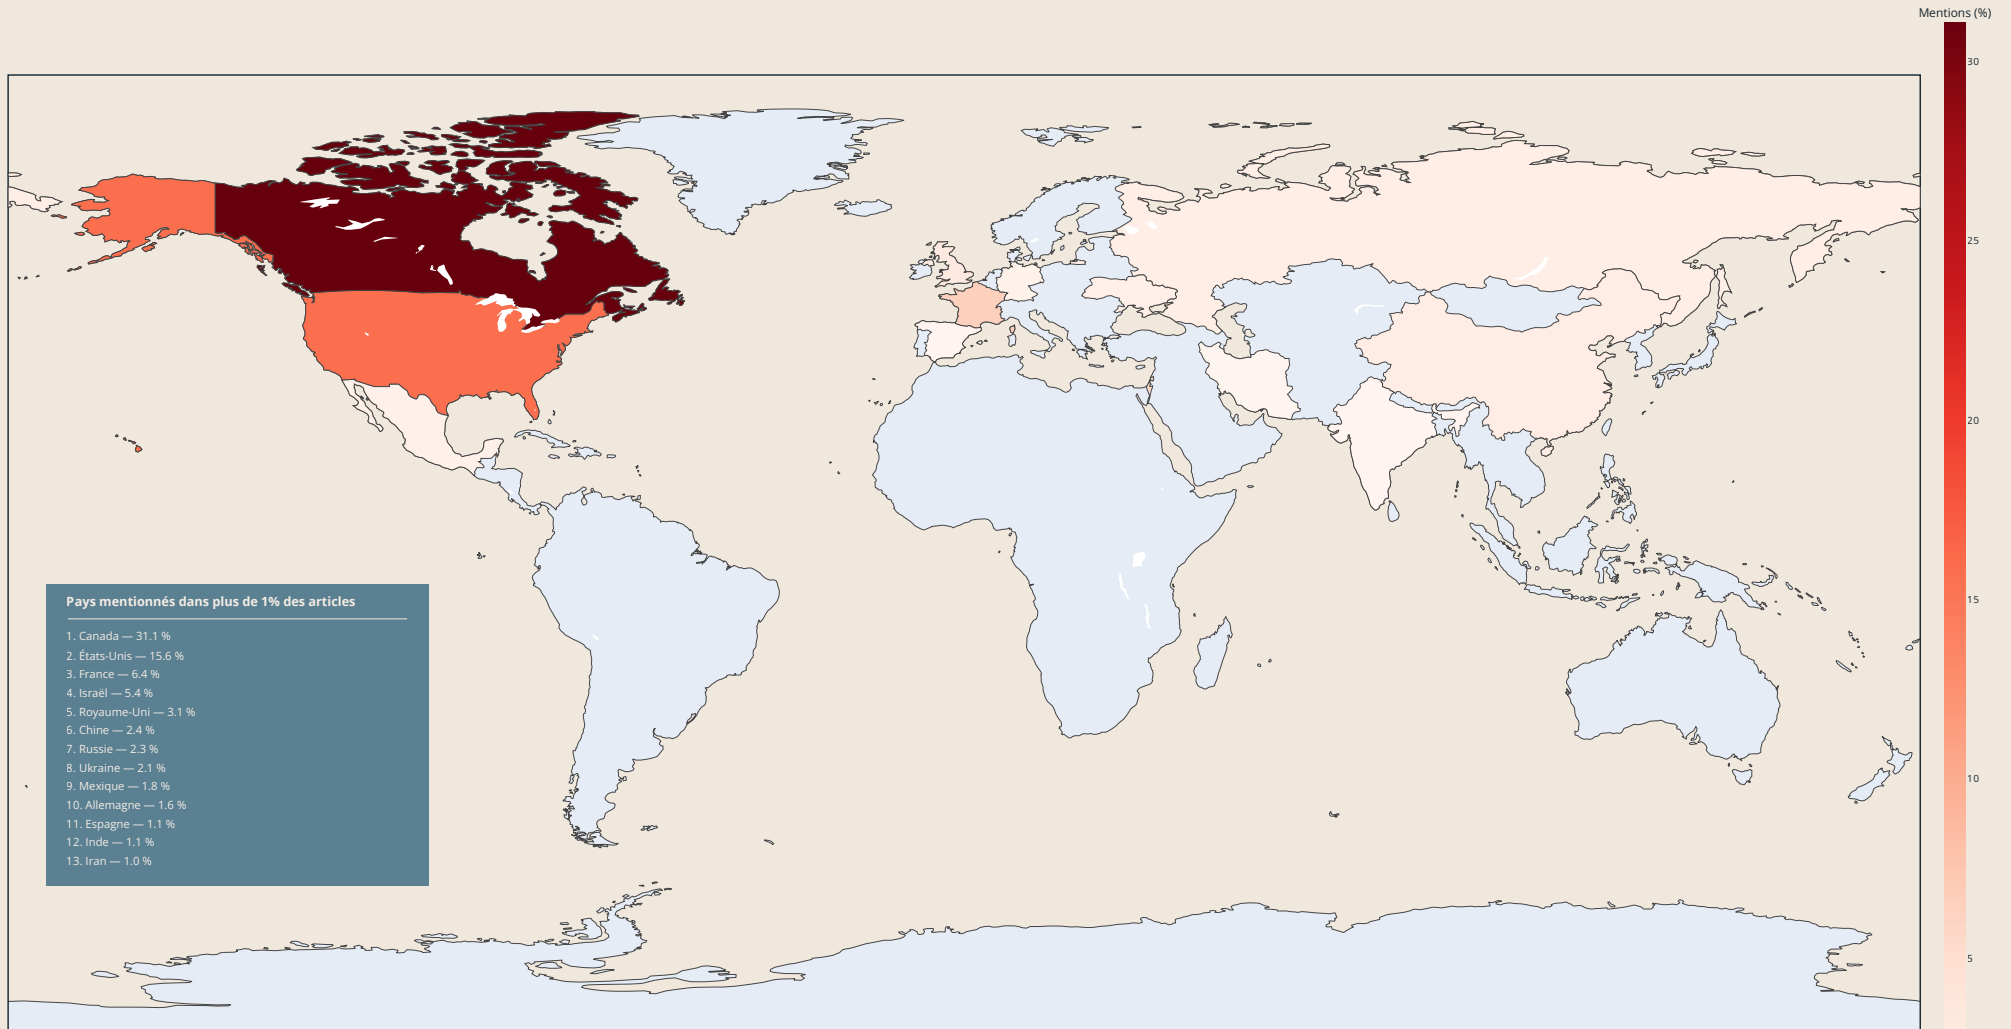 Mentions (%)
30
25
20
15
10
5
Pays mentionnés dans plus de 1% des articles
1. Canada — 31.1 %
2. États-Unis — 15.6 %
3. France — 6.4 %
4. Israël — 5.4 %
5. Royaume-Uni — 3.1 %
6. Chine — 2.4 %
7. Russie — 2.3 %
8. Ukraine — 2.1 %
9. Mexique — 1.8 %
10. Allemagne — 1.6 %
11. Espagne — 1.1 %
12. Inde — 1.1 %
13. Iran — 1.0 %